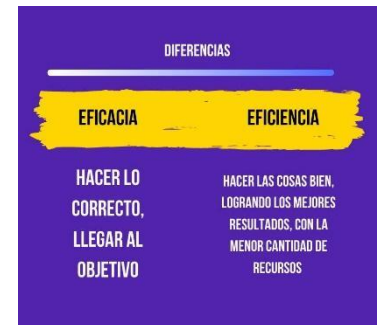 DIFERENCIAS
EFICACIA
EFICIENCIA
HACER LO
CORRECTO,
LLEGAR AL
OBJETIVO
HACER LAS COSAS BIEN,
LOGRANDO LOS MEJORES
RESULTADOS, CON LA
MENOR CANTIDAD DE
RECURSOS